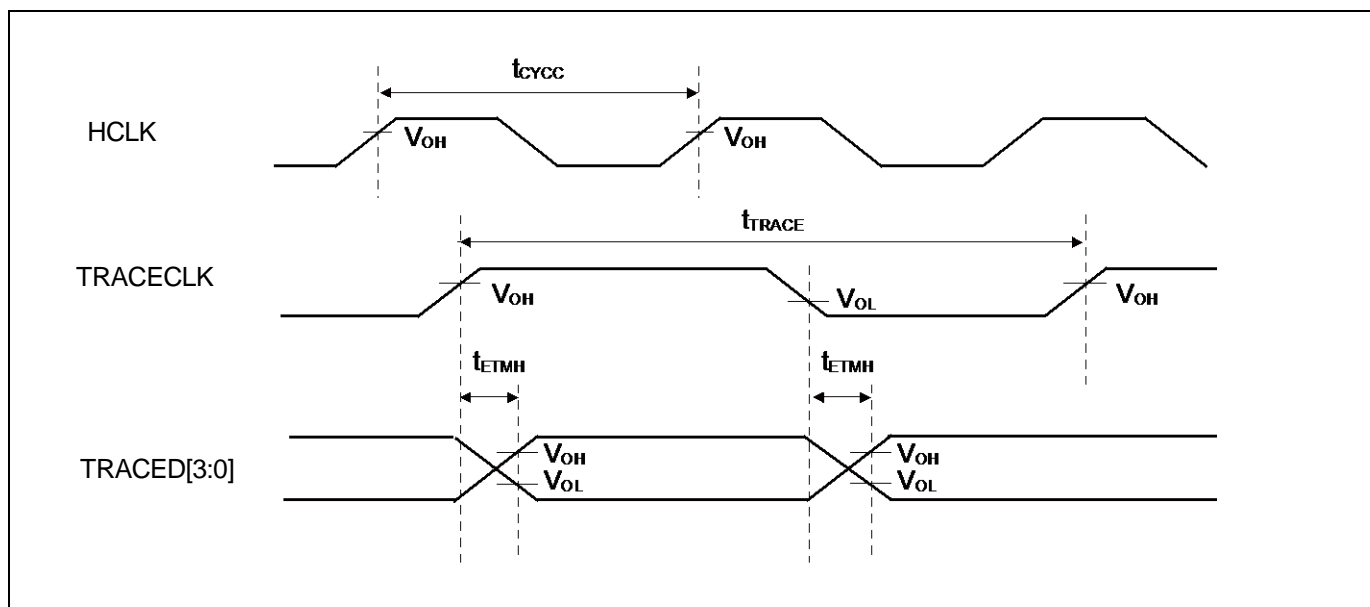 tCYCC
HCLK
VOH
VOH
tTRACE
TRACECLK
VOH
VOL
VOH
tETMH
tETMH
TRACED[3:0]
VOH
VOL
VOH
VOL